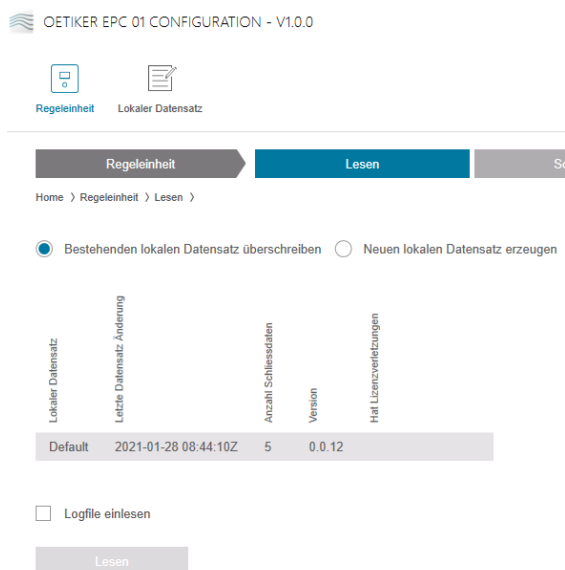 OETIKER EPC 01 CONFIGURATION - V1.0.0
Regeleinheit Lokaler Datensatz
Regeleinheit Lesen
Home > Regeleinheit > Lesen >
Bestehenden lokalen Datensatz überschreiben Neuen lokalen Datensatz erzeugen
Lokaler Datensatz
Letzte Datensatz Änderung
Anzahl Schliessdaten
Version
Hat Lizenzverletzungen
Default 2021-01-28 08:44:10Z 5 0.0.12
Logfile einlesen
Lesen